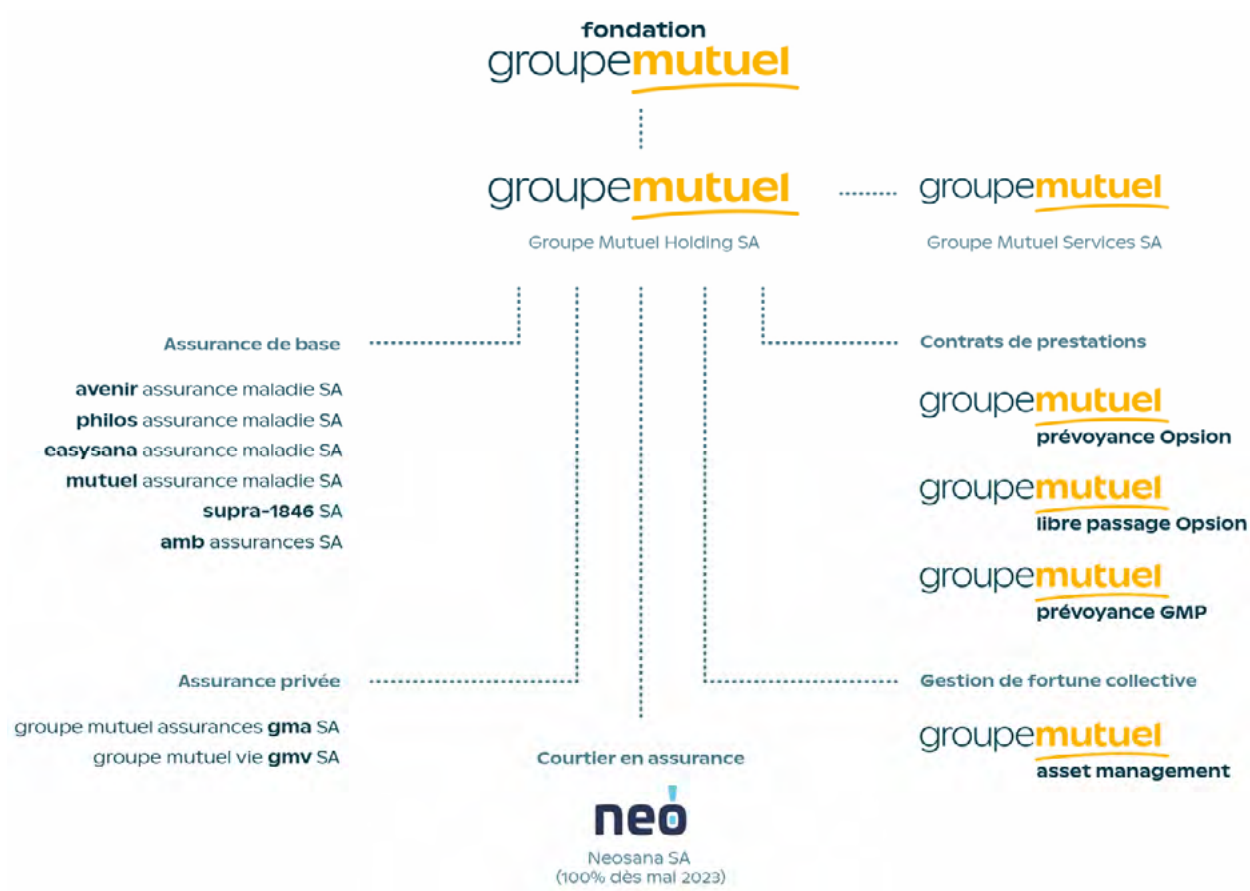 fondation
groupemutuel
groupemutuel
Groupe Mutuel Holding SA
groupemutuel
Groupe Mutuel Services SA
Assurance de base
avenir assurance maladie SA
philos assurance maladie SA
easysana assurance maladie SA
mutuel assurance maladie SA
supra-1846 SA
amb assurances SA
Contrats de prestations
groupemutuel
prévoyance Opsion
groupemutuel
libre passage Opsion
groupemutuel
prévoyance GMP
Assurance privée
groupe mutuel assurances gma SA
groupe mutuel vie gmv SA
Courtier en assurance
neo
Neosana SA
(100% dès mai 2023)
Gestion de fortune collective
groupemutuel
asset management